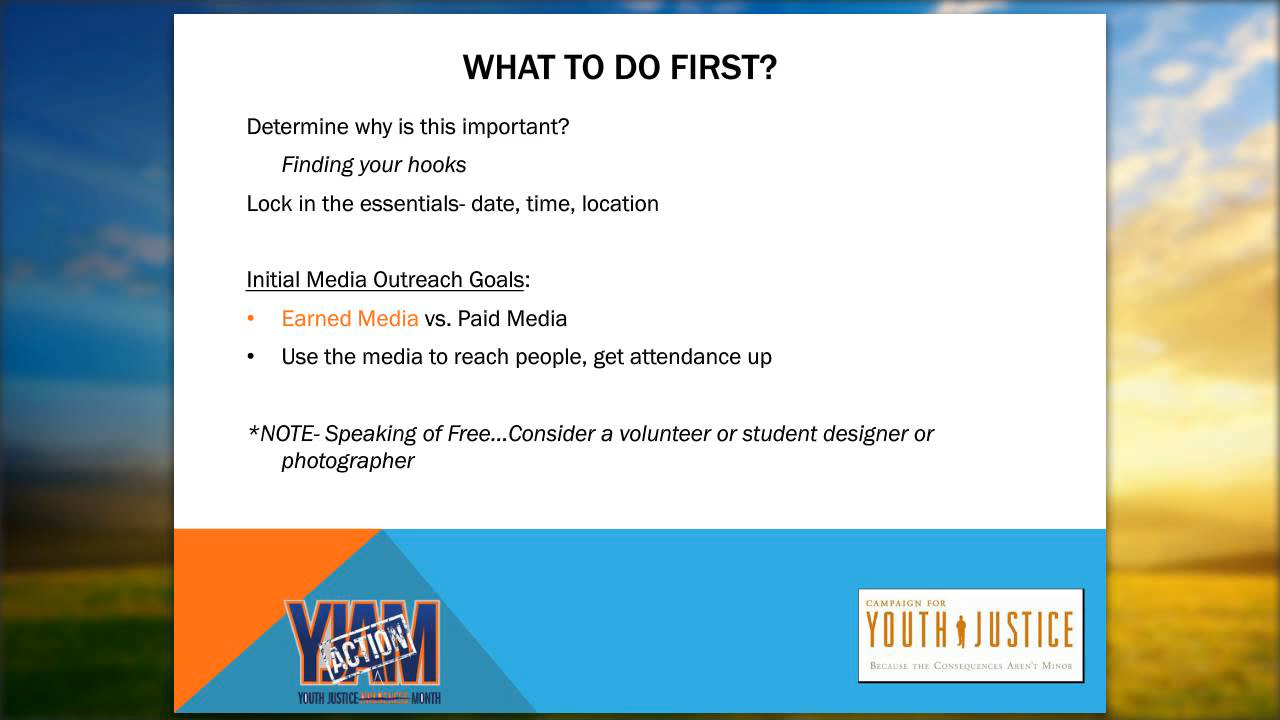 WHAT TO DO FIRST?
Determine why is this important?
Finding your hooks
Lock in the essentials- date, time, location
Initial Media Outreach Goals:
• Earned Media vs. Paid Media
• Use the media to reach people, get attendance up
*NOTE- Speaking of Free...Consider a volunteer or student designer or
photographer
YJAM
ACTION
YOUTH JUSTICE AWARENESS MONTH
CAMPAIGN FOR
YOUTH JUSTICE
BECAUSE THE CONSEQUENCES AREN'T MINOR